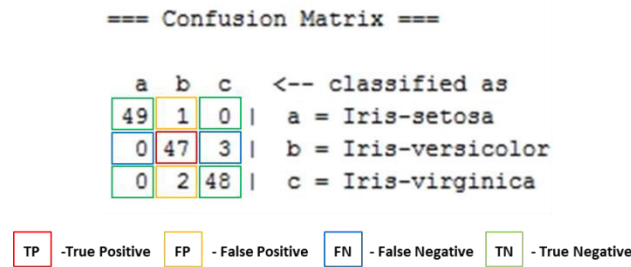 === Confusion Matrix ===
a b c <-- classified as
49 1 0 | a = Iris-setosa
0 47 3 | b = Iris-versicolor
0 2 48 | c = Iris-virginica
TP -True Positive FP - False Positive FN - False Negative TN - True Negative